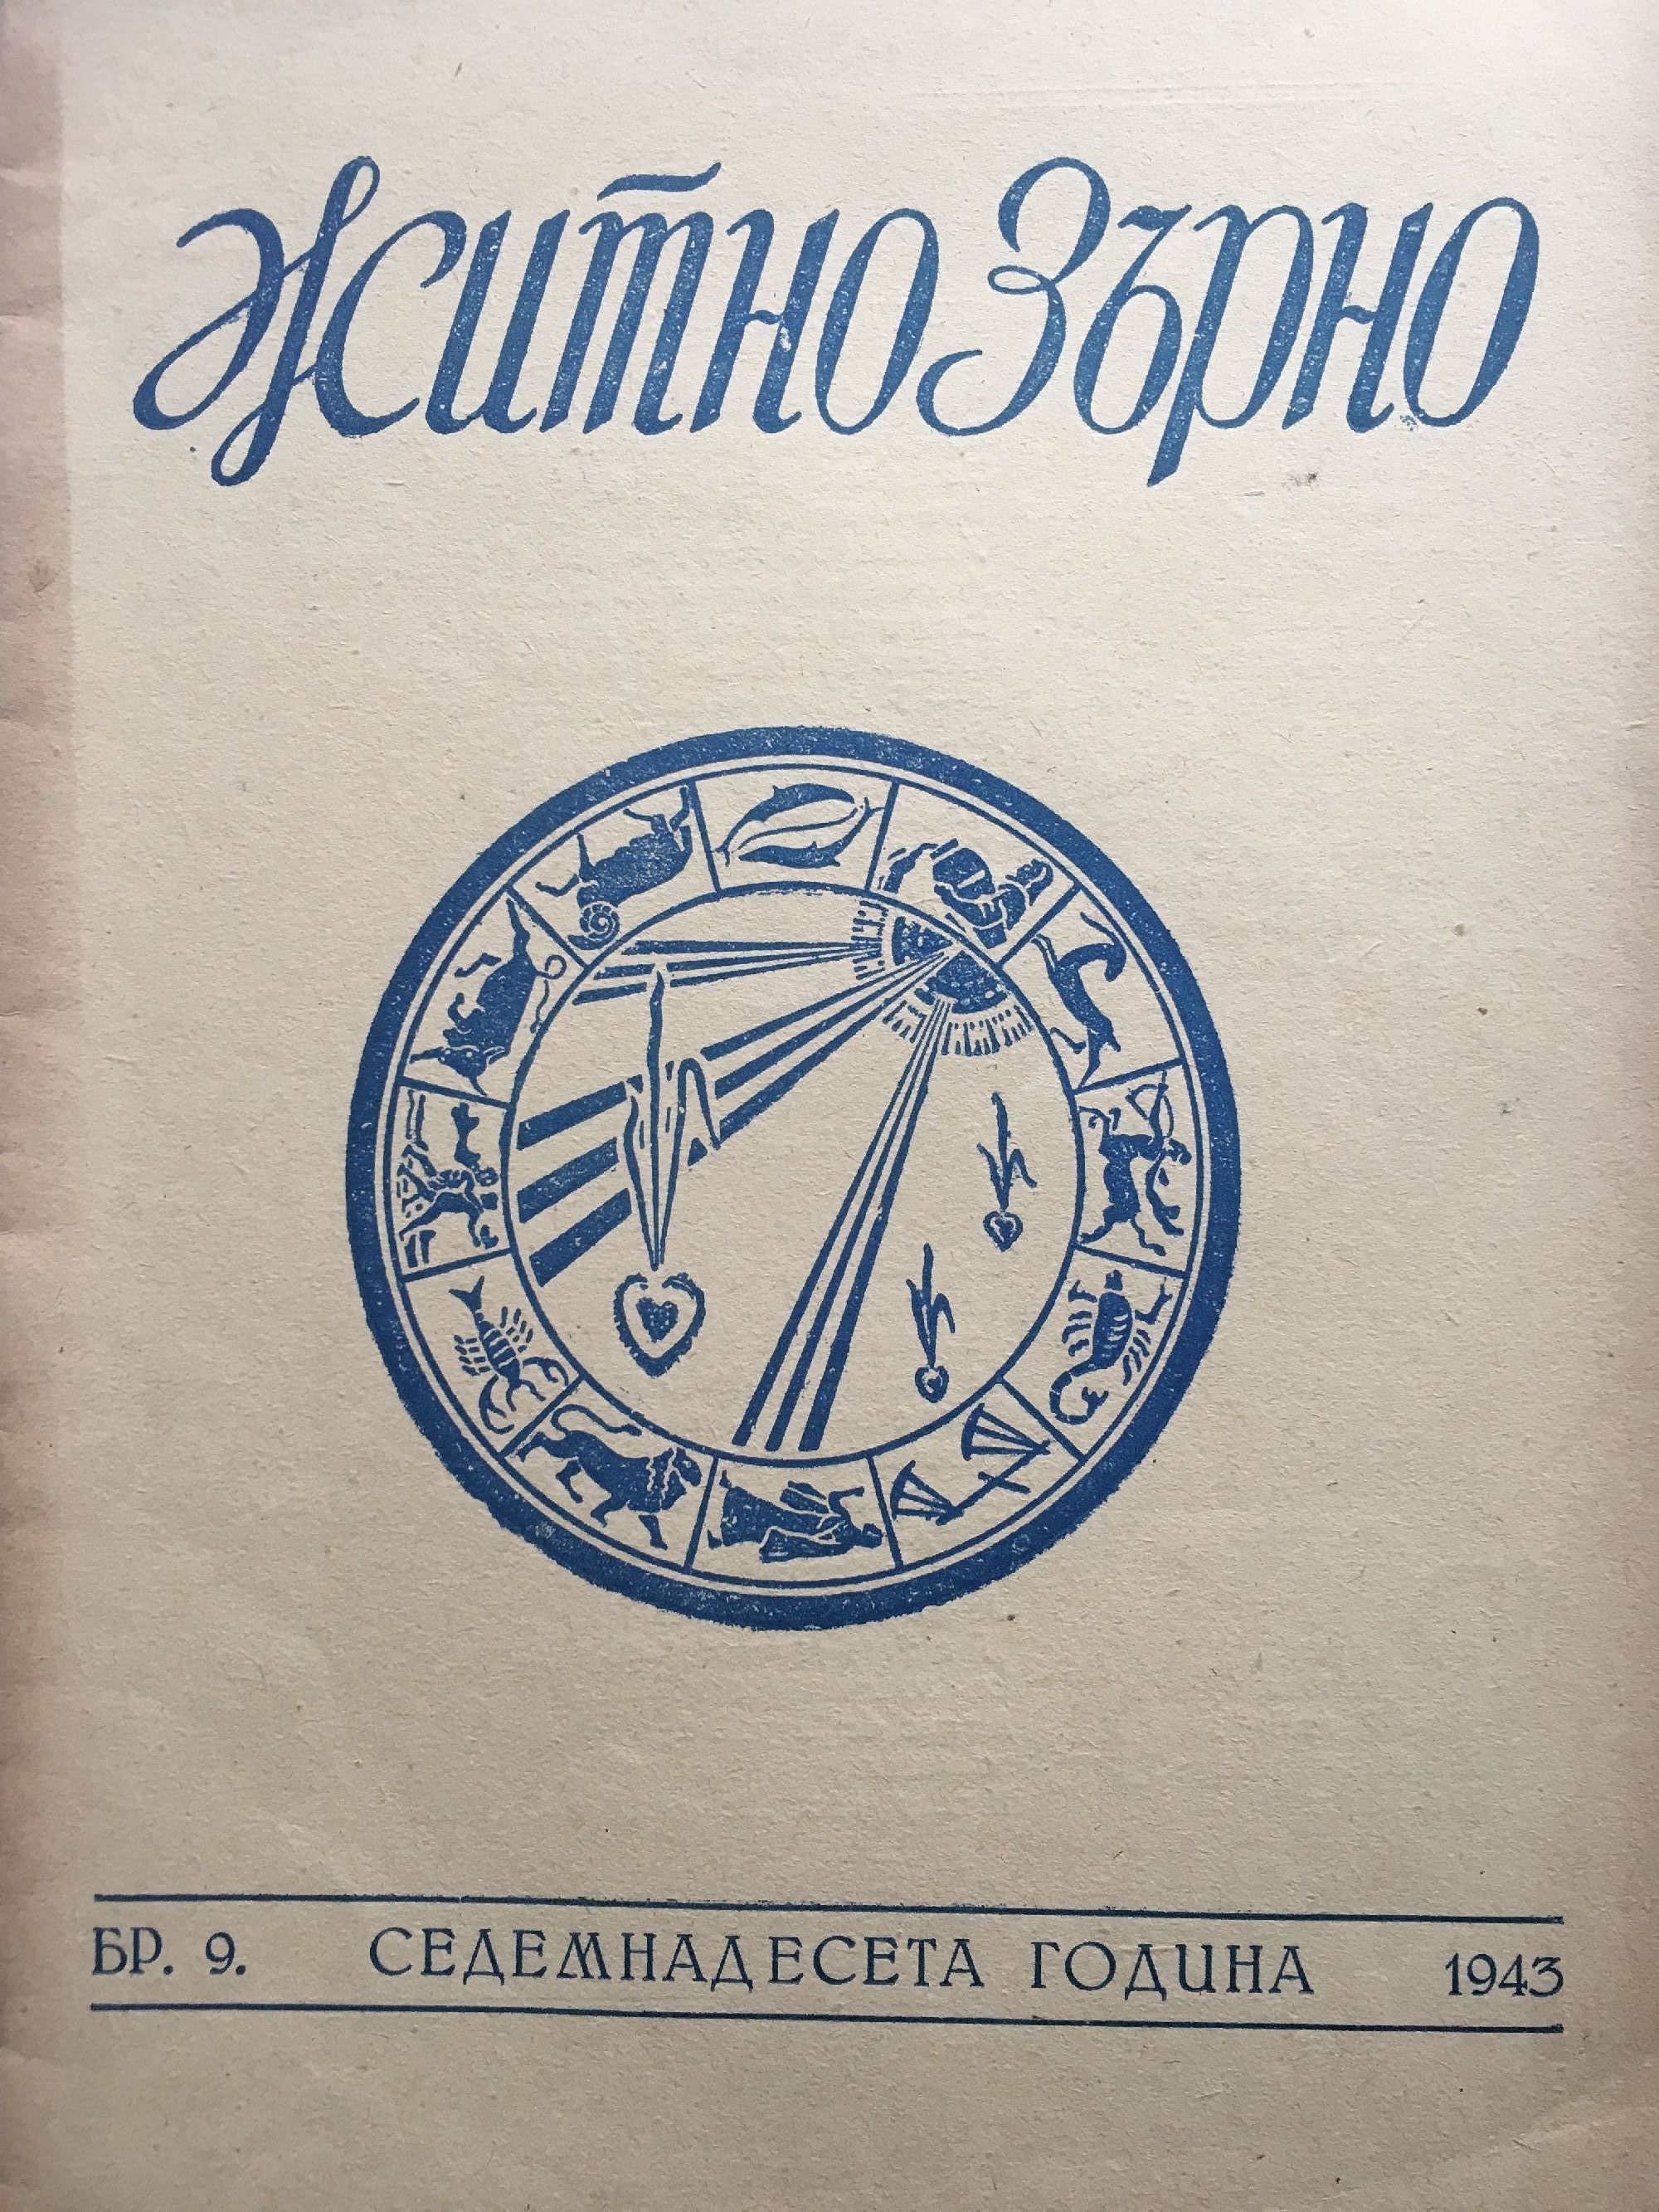 Житно Зърно
БР. 9. СЕДЕМНАДЕСЕТА ГОДИНА 1943